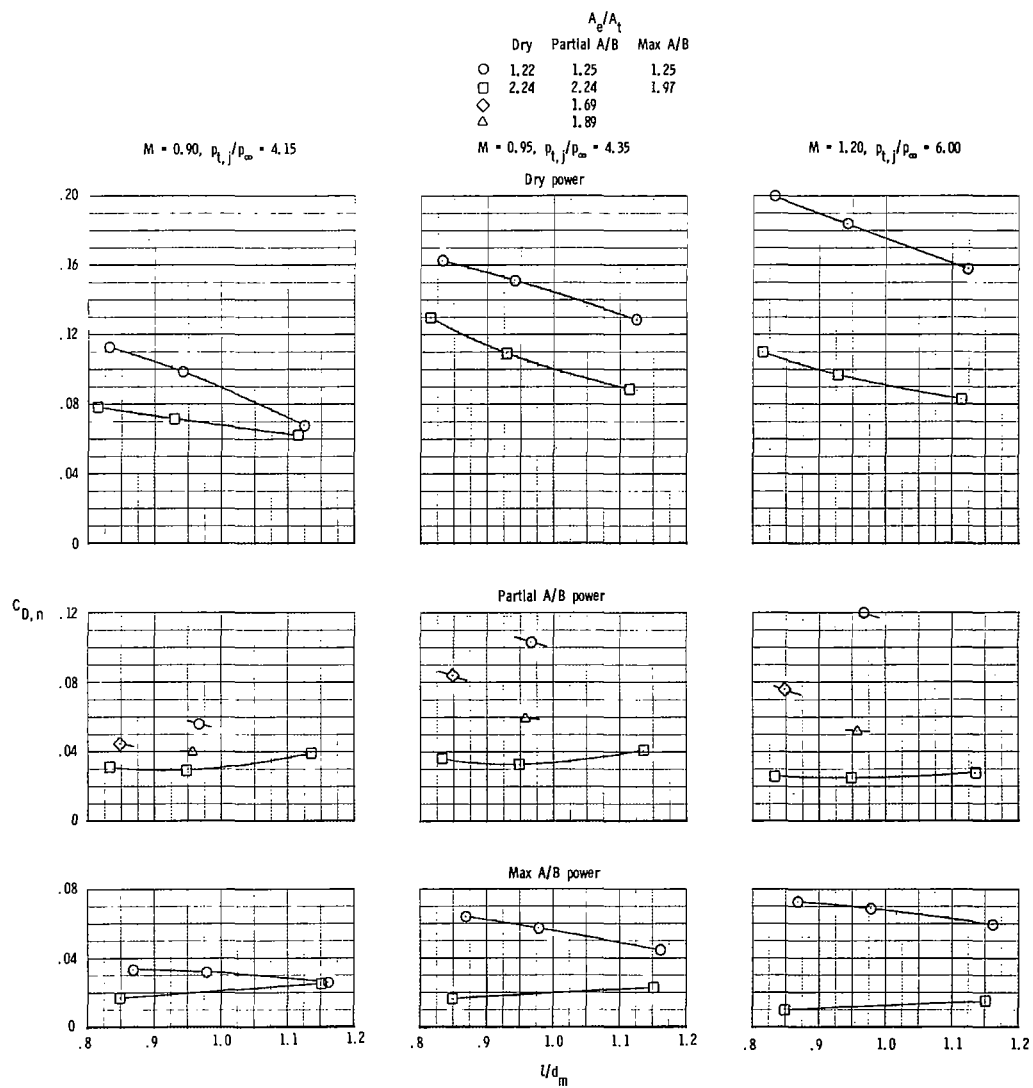 A_e/A_t
Dry Partial A/B Max A/B
○ 1.22 1.25 1.25
□ 2.24 2.24 1.97
◇ 1.69
△ 1.89
M = 0.90, p_t,j/p_∞ = 4.15
M = 0.95, p_t,j/p_∞ = 4.35
M = 1.20, p_t,j/p_∞ = 6.00
Dry power
.20
.16
.12
.08
.04
0
C_D,n
Partial A/B power
.12
.08
.04
0
Max A/B power
.08
.04
0
.8 .9 1.0 1.1 1.2 .8 .9 1.0 1.1 1.2 .8 .9 1.0 1.1 1.2
l/d_m